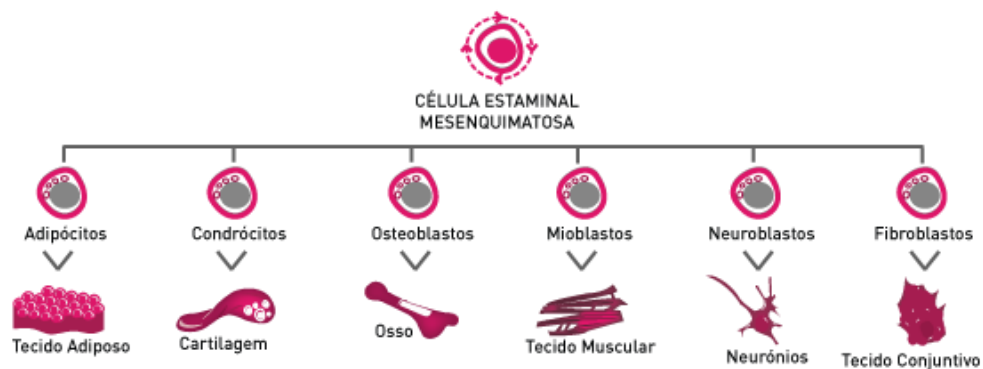 CÉLULA ESTAMINAL
MESENQUIMATOSA
Adipócitos
Condrócitos
Osteoblastos
Mioblastos
Neuroblastos
Fibroblastos
Tecido Adiposo
Cartilagem
Osso
Tecido Muscular
Neurónios
Tecido Conjuntivo